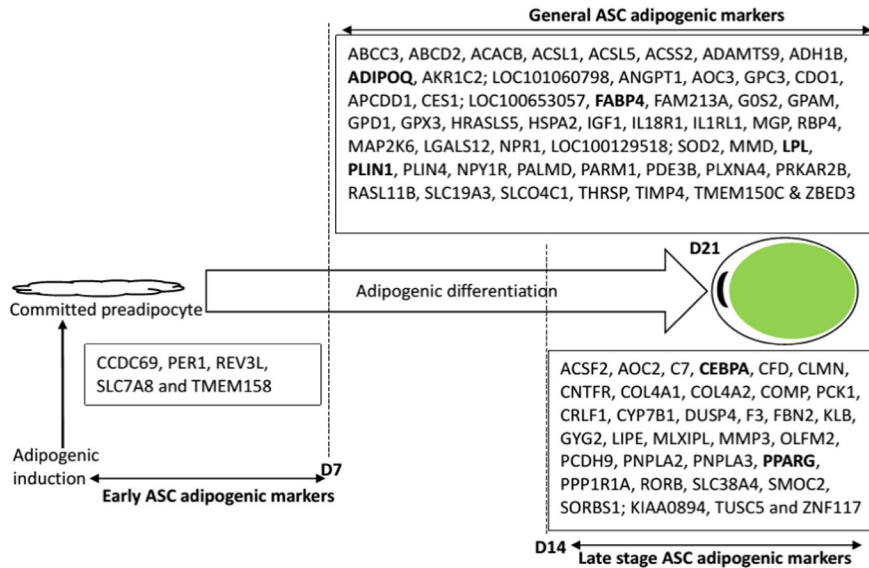 General ASC adipogenic markers
ABCC3, ABCD2, ACACB, ACSL1, ACSL5, ACSS2, ADAMTS9, ADH1B,
ADIPOQ, AKR1C2; LOC101060798, ANGPT1, AOC3, GPC3, CDO1,
APCDD1, CES1; LOC100653057, FABP4, FAM213A, G0S2, GPAM,
GPD1, GPX3, HRASLS5, HSPA2, IGF1, IL18R1, IL1RL1, MGP, RBP4,
MAP2K6, LGALS12, NPR1, LOC100129518; SOD2, MMD, LPL,
PLIN1, PLIN4, NPY1R, PALMD, PARM1, PDE3B, PLXNA4, PRKAR2B,
RASL11B, SLC19A3, SLCO4C1, THRSP, TIMP4, TMEM150C & ZBED3
D21
Adipogenic differentiation
Committed preadipocyte
CCDC69, PER1, REV3L,
SLC7A8 and TMEM158
Adipogenic
induction
D7
Early ASC adipogenic markers
ACSF2, AOC2, C7, CEBPA, CFD, CLMN,
CNTFR, COL4A1, COL4A2, COMP, PCK1,
CRLF1, CYP7B1, DUSP4, F3, FBN2, KLB,
GYG2, LIPE, MLXIPL, MMP3, OLFM2,
PCDH9, PNPLA2, PNPLA3, PPARG,
PPP1R1A, RORB, SLC38A4, SMOC2,
SORBS1; KIAA0894, TUSC5 and ZNF117
D14
Late stage ASC adipogenic markers